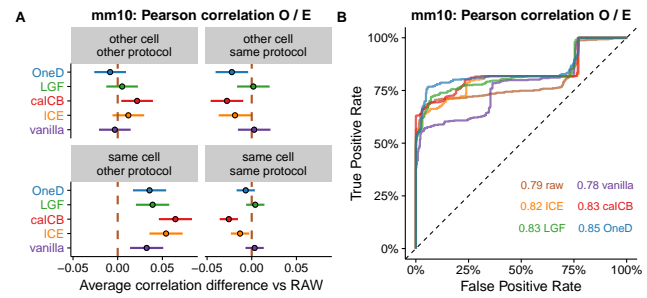 A
mm10: Pearson correlation O / E
other cell
other protocol
other cell
same protocol
OneD
LGF
calCB
ICE
vanilla
same cell
other protocol
same cell
same protocol
OneD
LGF
calCB
ICE
vanilla
−0.05 0.00 0.05 −0.05 0.00 0.05
Average correlation difference vs RAW
B
mm10: Pearson correlation O / E
True Positive Rate
100%
75%
50%
25%
0%
0.79 raw 0.78 vanilla
0.82 ICE 0.83 calCB
0.83 LGF 0.85 OneD
0% 25% 50% 75% 100%
False Positive Rate